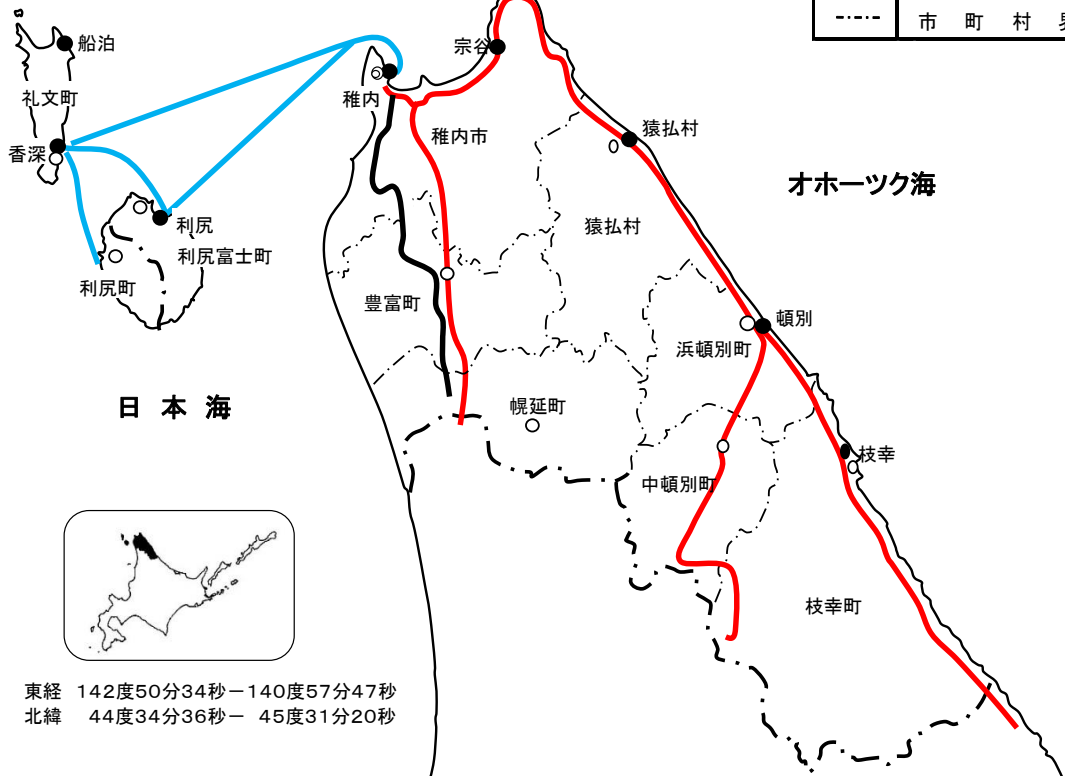 市町村界
船泊
宗谷
礼文町
稚内
稚内市
猿払村
香深
オホーツク海
利尻
猿払村
利尻富士町
利尻町
豊富町
頓別
浜頓別町
日本海
幌延町
枝幸
中頓別町
枝幸町
東経 142度50分34秒－140度57分47秒
北緯 44度34分36秒－ 45度31分20秒